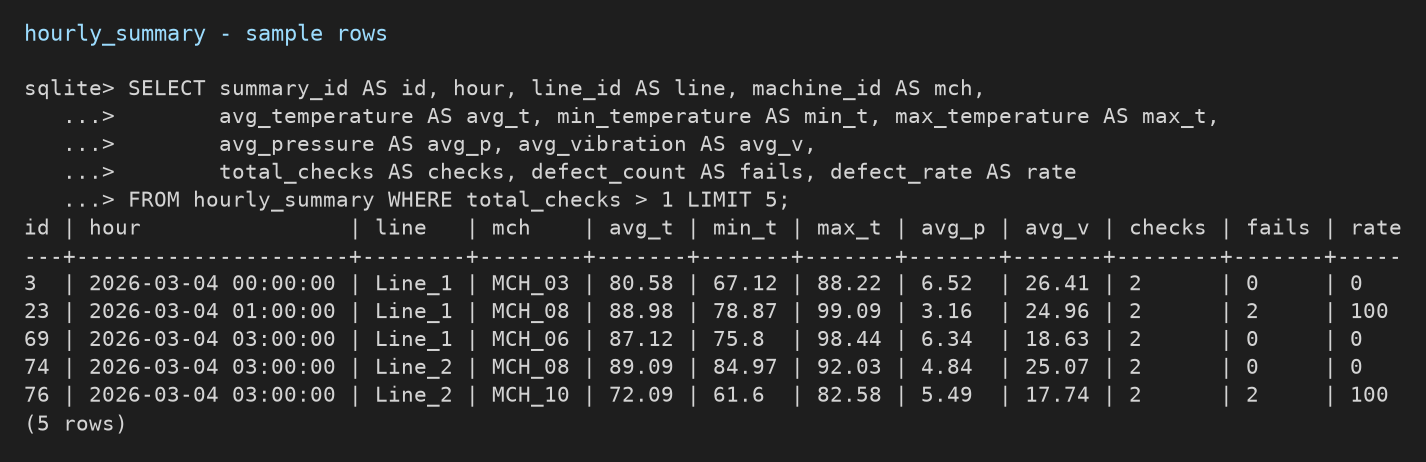 hourly_summary - sample rows
sqlite> SELECT summary_id AS id, hour, line_id AS line, machine_id AS mch,
   ...>        avg_temperature AS avg_t, min_temperature AS min_t, max_temperature AS max_t,
   ...>        avg_pressure AS avg_p, avg_vibration AS avg_v,
   ...>        total_checks AS checks, defect_count AS fails, defect_rate AS rate
   ...> FROM hourly_summary WHERE total_checks > 1 LIMIT 5;
id | hour                | line   | mch    | avg_t | min_t | max_t | avg_p | avg_v | checks | fails | rate
---+---------------------+--------+--------+-------+-------+-------+-------+-------+--------+-------+-----
3  | 2026-03-04 00:00:00 | Line_1 | MCH_03 | 80.58 | 67.12 | 88.22 | 6.52  | 26.41 | 2      | 0     | 0
23 | 2026-03-04 01:00:00 | Line_1 | MCH_08 | 88.98 | 78.87 | 99.09 | 3.16  | 24.96 | 2      | 2     | 100
69 | 2026-03-04 03:00:00 | Line_1 | MCH_06 | 87.12 | 75.8  | 98.44 | 6.34  | 18.63 | 2      | 0     | 0
74 | 2026-03-04 03:00:00 | Line_2 | MCH_08 | 89.09 | 84.97 | 92.03 | 4.84  | 25.07 | 2      | 0     | 0
76 | 2026-03-04 03:00:00 | Line_2 | MCH_10 | 72.09 | 61.6  | 82.58 | 5.49  | 17.74 | 2      | 2     | 100
(5 rows)